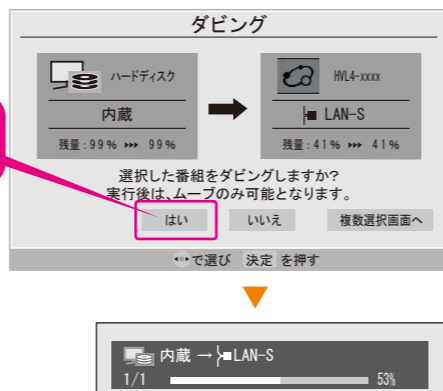 ダビング
ハードディスク
内蔵
残量:99% ▸▸▸ 99%
HVL4-xxxx
LAN-S
残量:41% ▸▸▸ 41%
選択した番組をダビングしますか?
実行後は、ムーブのみ可能となります。
はい いいえ 複数選択画面へ
で選び 決定 を押す
内蔵 → LAN-S
1/1 53%